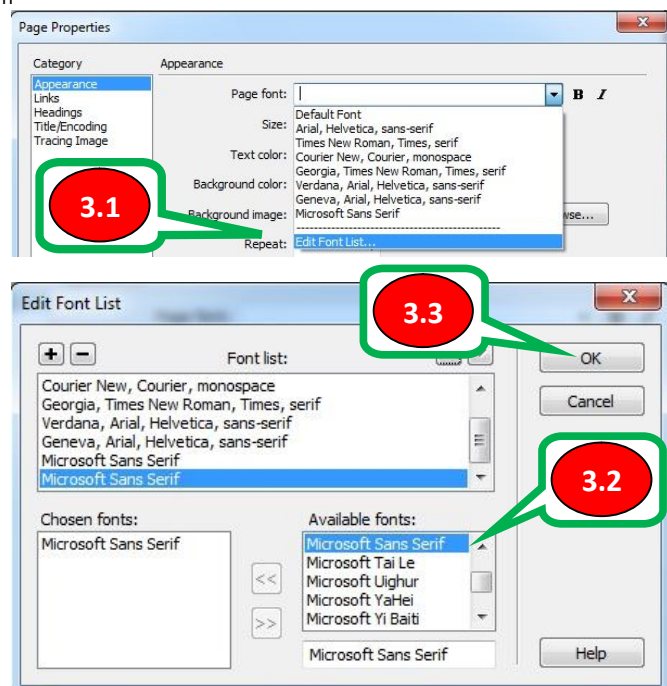 Page Properties
Category
Appearance
Appearance
Links
Headings
Title/Encoding
Tracing Image
Page font:
B I
Default Font
Size:
Arial, Helvetica, sans-serif
Times New Roman, Times, serif
Text color:
Courier New, Courier, monospace
Georgia, Times New Roman, Times, serif
Background color:
Verdana, Arial, Helvetica, sans-serif
Geneva, Arial, Helvetica, sans-serif
3.1
Background image:
Microsoft Sans Serif
wse...
Repeat:
Edit Font List...
Edit Font List
3.3
+ -
Font list:
OK
Courier New, Courier, monospace
Georgia, Times New Roman, Times, serif
Cancel
Verdana, Arial, Helvetica, sans-serif
Geneva, Arial, Helvetica, sans-serif
Microsoft Sans Serif
Microsoft Sans Serif
3.2
Chosen fonts:
Available fonts:
Microsoft Sans Serif
Microsoft Sans Serif
Microsoft Tai Le
<<
Microsoft Uighur
Microsoft YaHei
>>
Microsoft Yi Baiti
Microsoft Sans Serif
Help